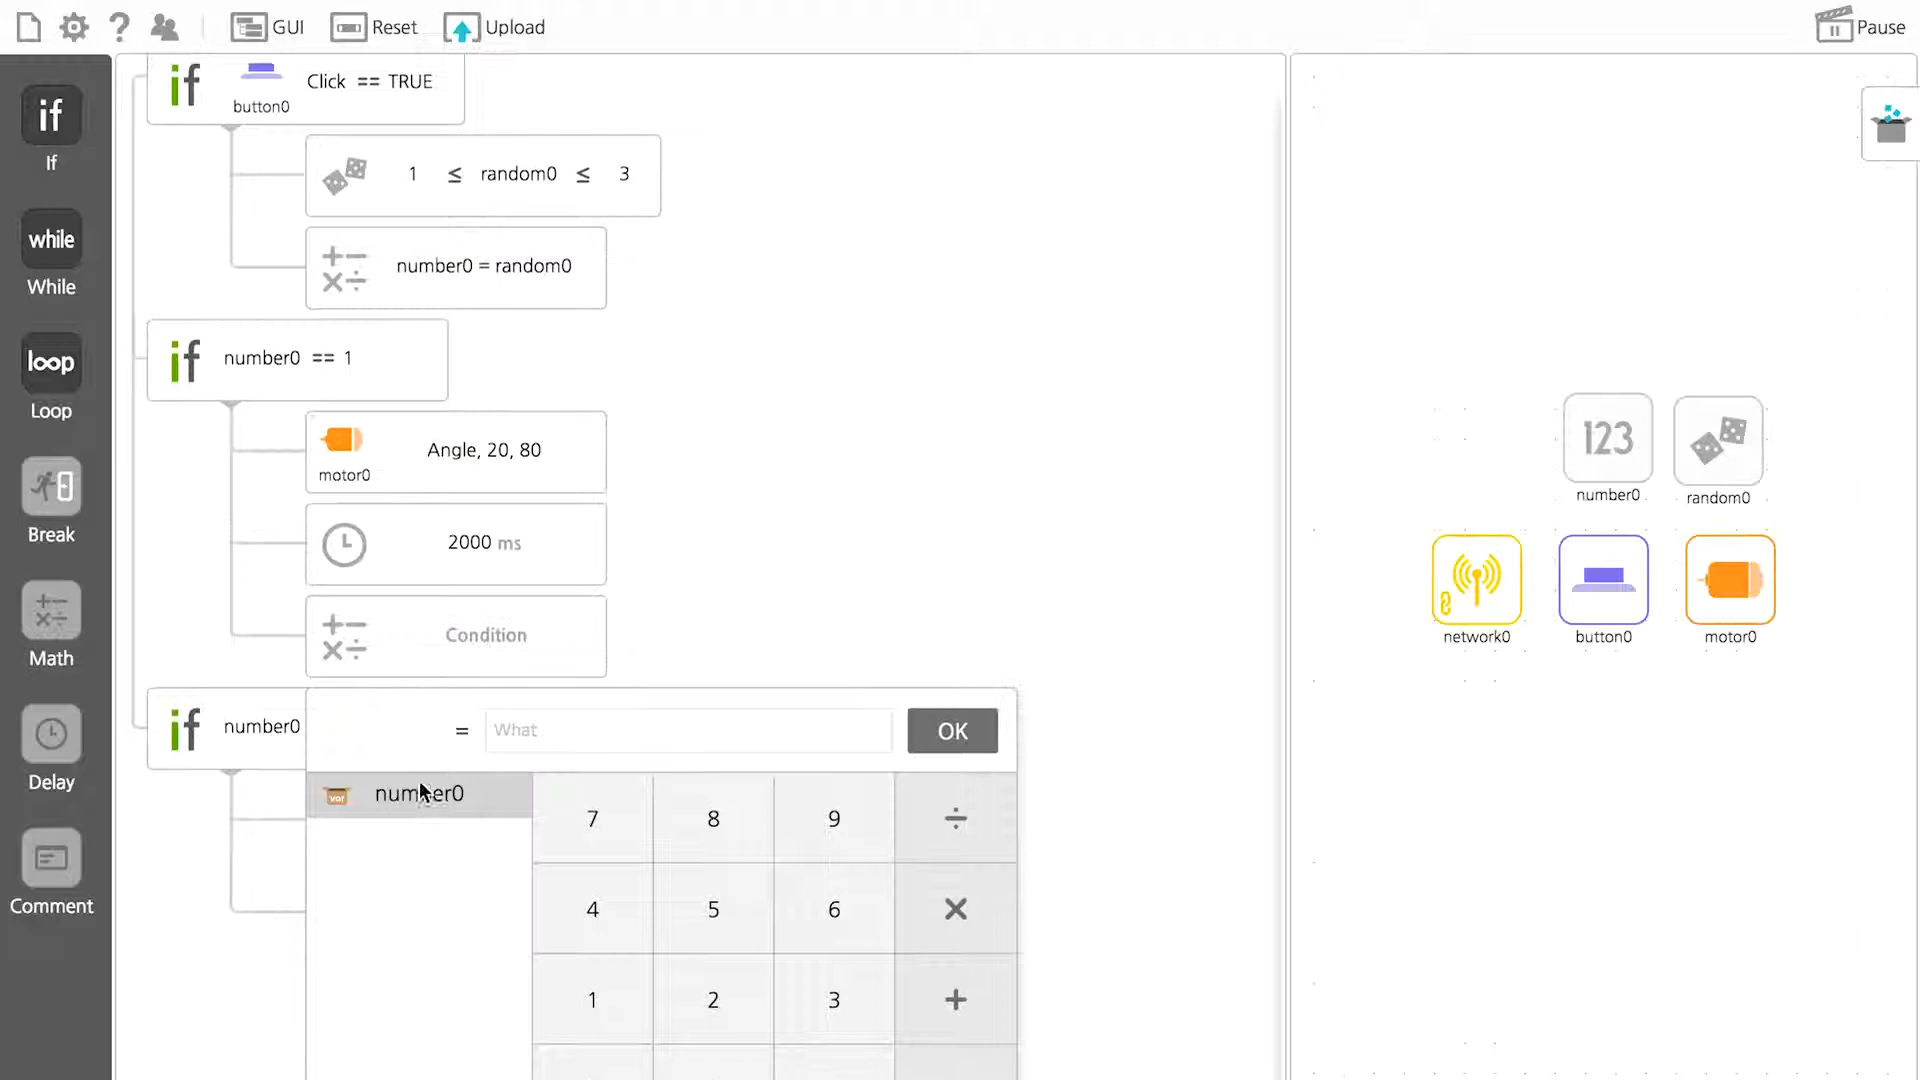 GUI
Reset
Upload
Pause
if
If
while
While
loop
Loop
Break
Math
Delay
Comment
if
button0
Click == TRUE
1 ≤ random0 ≤ 3
number0 = random0
if number0 == 1
motor0
Angle, 20, 80
2000 ms
Condition
if number0
= What OK
var number0
7 8 9 ÷
4 5 6 ×
1 2 3 +
123
number0
random0
network0
button0
motor0